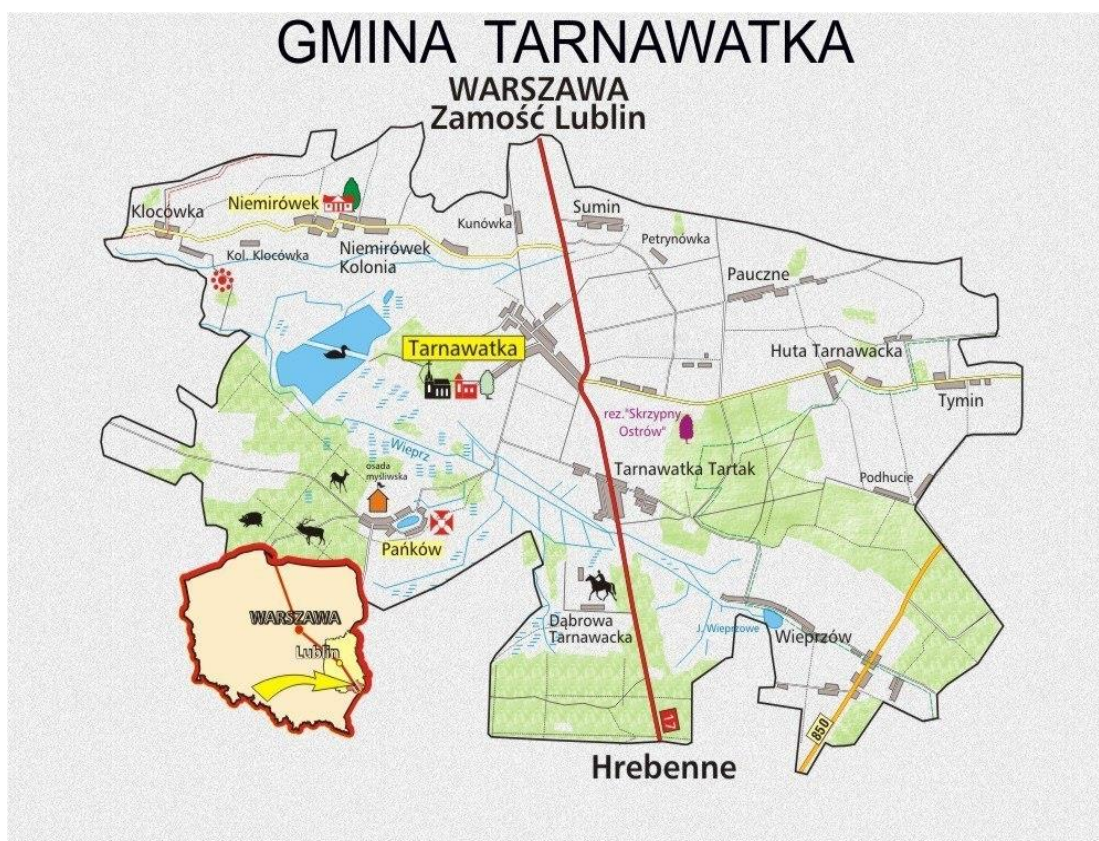 GMINA TARNAWATKA
WARSZAWA
Zamość Lublin
Niemirówek
Klocówka
Kunówka
Sumin
Petrynówka
Kol. Klocówka
Niemirówek
Kolonia
Pauczne
Tarnawatka
Huta Tarnawacka
Tymin
rez."Skrzypny
Ostrów"
Wieprz
osada
myśliwska
Tarnawatka Tartak
Podhucie
Pańków
WARSZAWA
Lublin
Dąbrowa
Tarnawacka
J. Wieprzowe
Wieprzów
17
850
Hrebenne